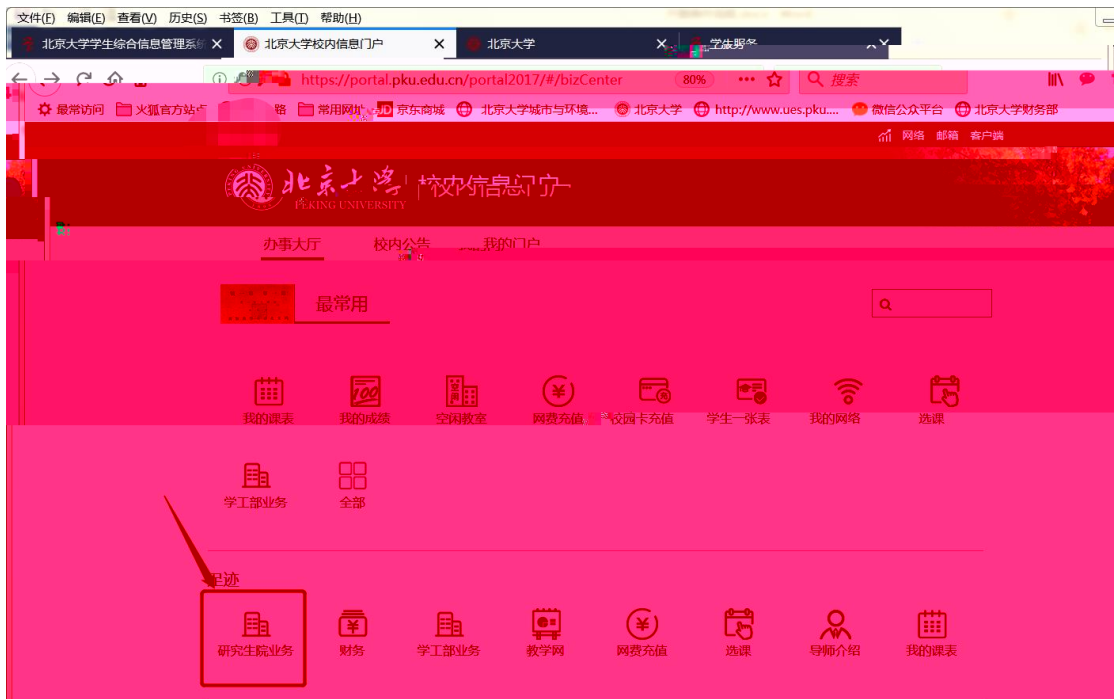 文件(F) 编辑(E) 查看(V) 历史(S) 书签(B) 工具(T) 帮助(H)
北京大学学生综合信息管理系统 北京大学校内信息门户 北京大学
https://portal.pku.edu.cn/portal2017/#/bizCenter 80% 搜索
最常访问 火狐官方站点 常用网址 京东商城 北京大学城市与环境... 北京大学 http://www.ues.pku.... 微信公众平台 北京大学财务部
网络 邮箱 客户端
北京大学 校内信息门户
PEKING UNIVERSITY
办事大厅 校内公告 我的门户
最常用
我的课表 我的成绩 空闲教室 网费充值 校园卡充值 学生一张表 我的网络 选课
学工部业务 全部
足迹
研究生院业务 财务 学工部业务 教学网 网费充值 选课 导师介绍 我的课表